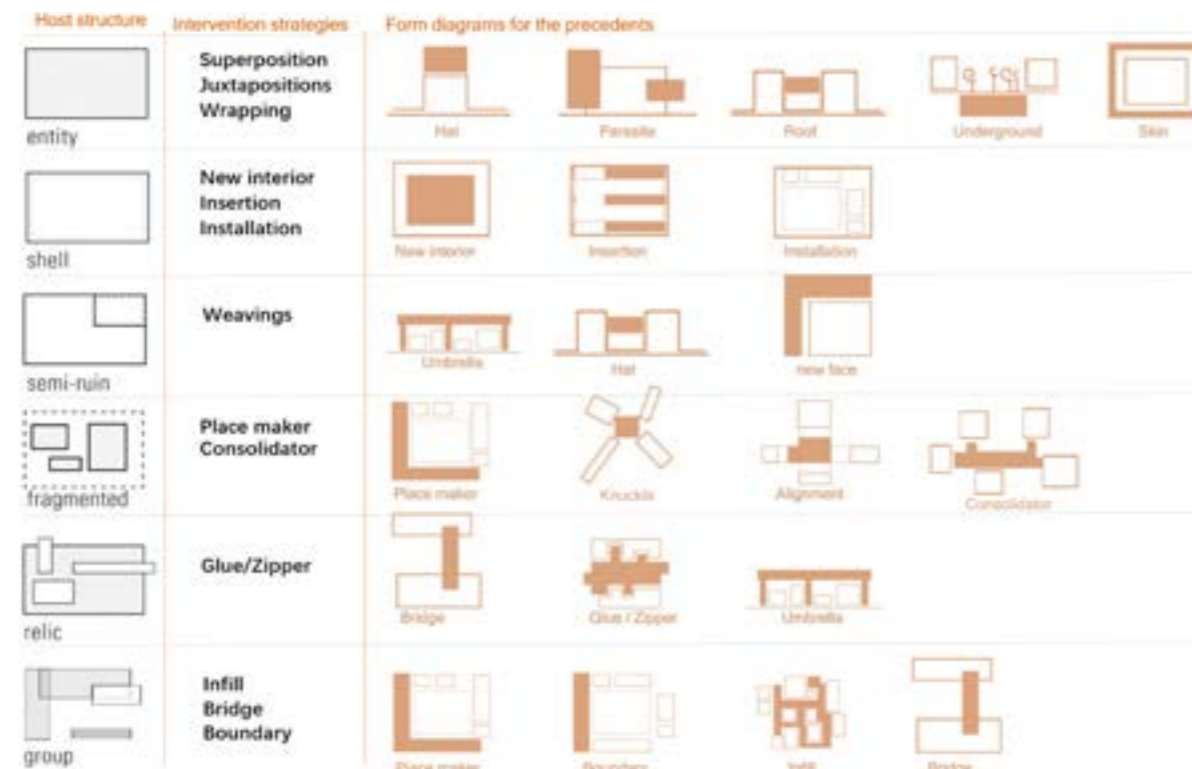 Host structure
Intervention strategies
Form diagrams for the precedents
Superposition
Juxtapositions
Wrapping
entity
Hat
Parasite
Roof
Underground
Skin
New interior
Insertion
Installation
shell
New interior
Insertion
Installation
Weavings
semi-ruin
Umbrella
Hat
new face
Place maker
Consolidator
fragmented
Place maker
Knuckle
Alignment
Consolidator
Glue/Zipper
relic
Bridge
Glue / Zipper
Umbrella
Infill
Bridge
Boundary
group
Place maker
Boundary
Infill
Bridge